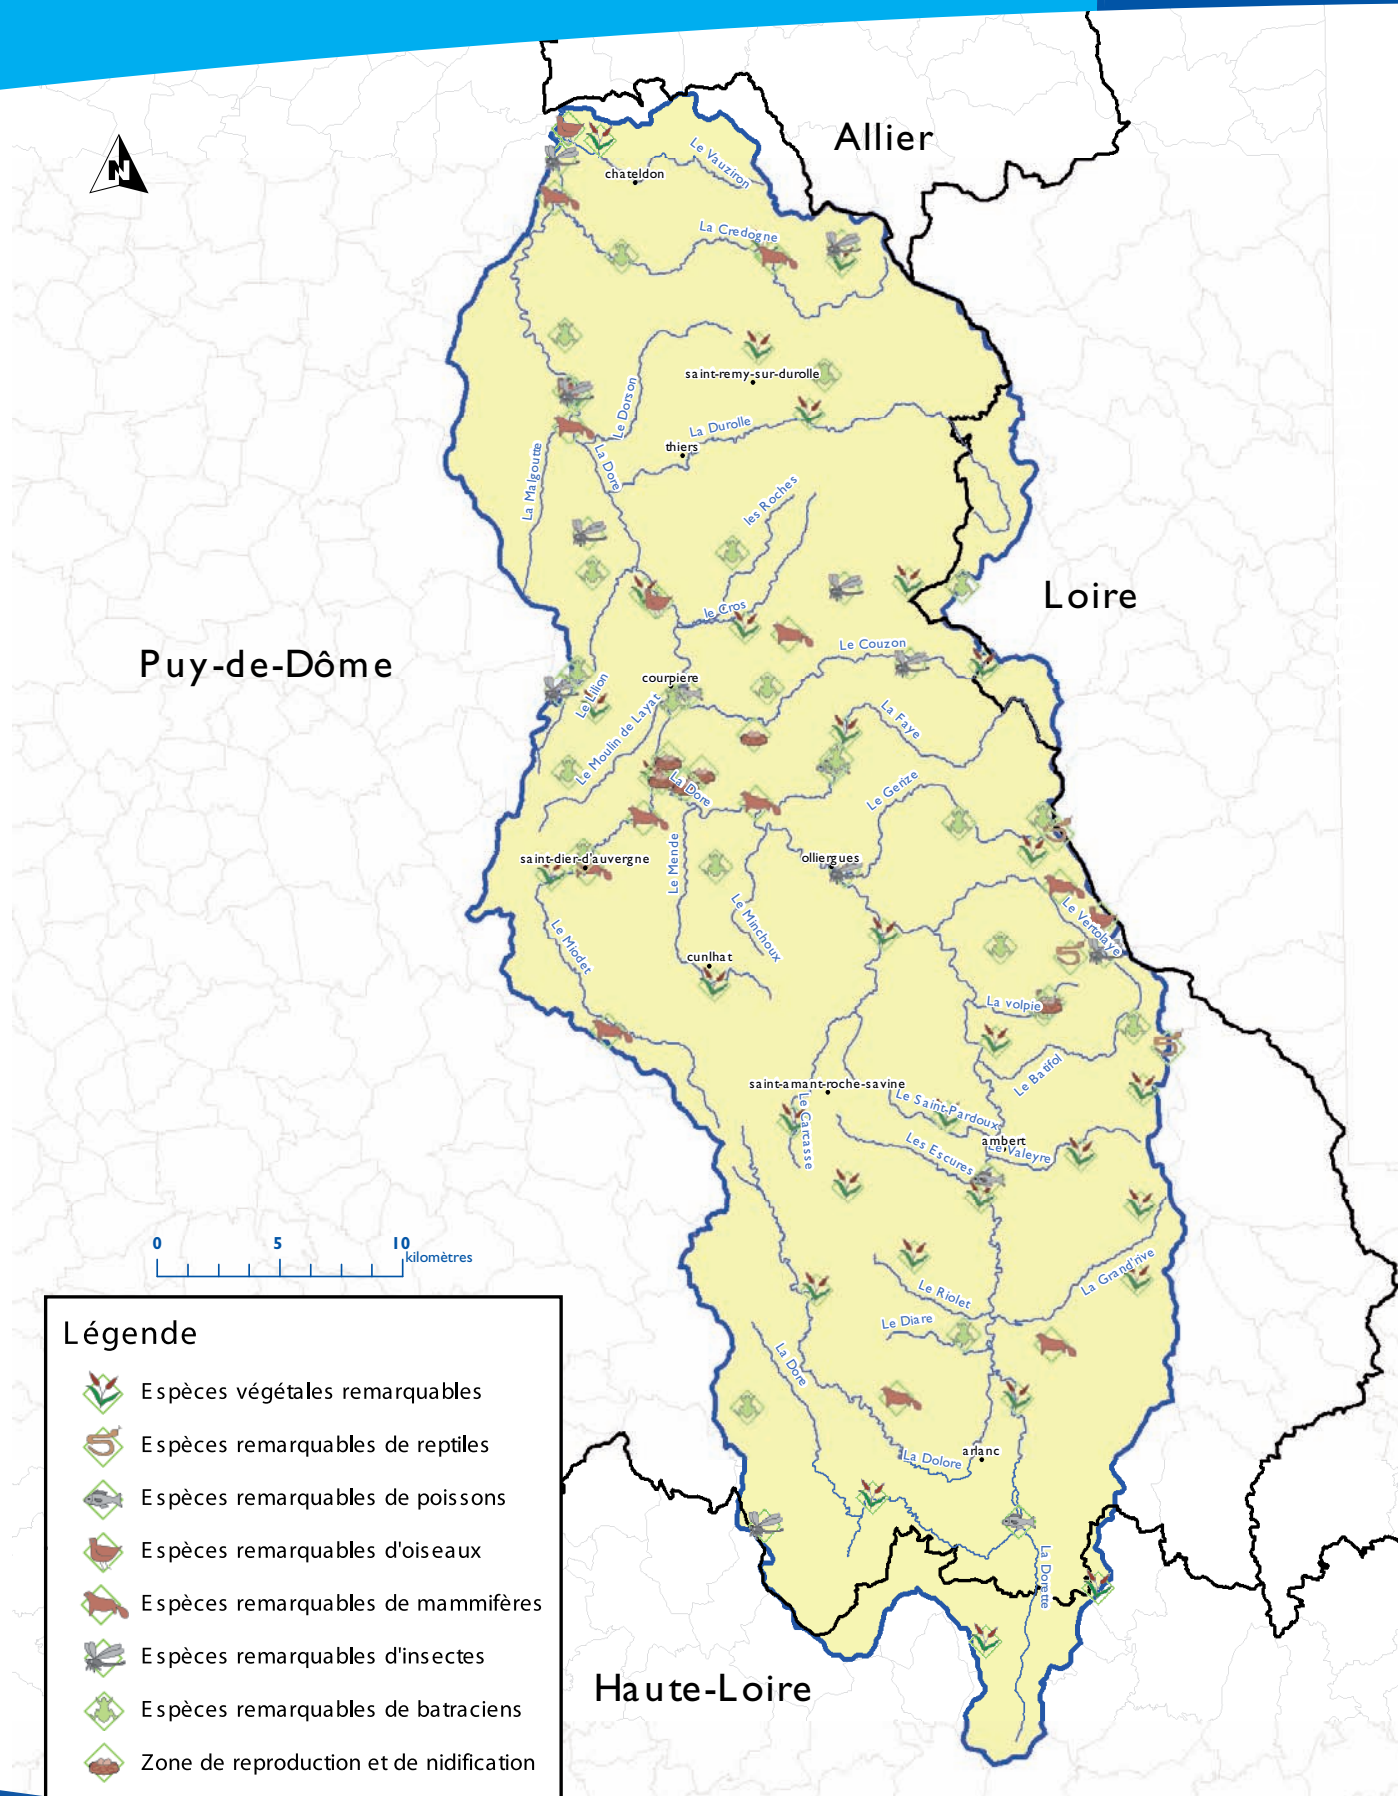 N
Allier
Le Vauziron
chateldon
La Credogne
saint-remy-sur-durolle
Le Dorson
La Durolle
thiers
La Malgoutte
La Dore
les Roches
Loire
le Cros
Puy-de-Dôme
Le Couzon
courpiere
Le Lilion
Le Moulin de Layat
La Faye
La Dore
Le Gerize
Le Mende
saint-dier-d'auvergne
olliergues
Le Minchoux
Le Vertolaye
Le Miodet
cunlhat
La volpie
Le Batifol
saint-amant-roche-savine
Le Carcasse
Le Saint-Pardoux
ambert
Les Escures
Le Valeyre
La Grand'rive
0 5 10
kilomètres
Le Riolet
Le Diare
La Dore
La Dolore
arlanc
La Dorette
Haute-Loire
Légende
Espèces végétales remarquables
Espèces remarquables de reptiles
Espèces remarquables de poissons
Espèces remarquables d'oiseaux
Espèces remarquables de mammifères
Espèces remarquables d'insectes
Espèces remarquables de batraciens
Zone de reproduction et de nidification